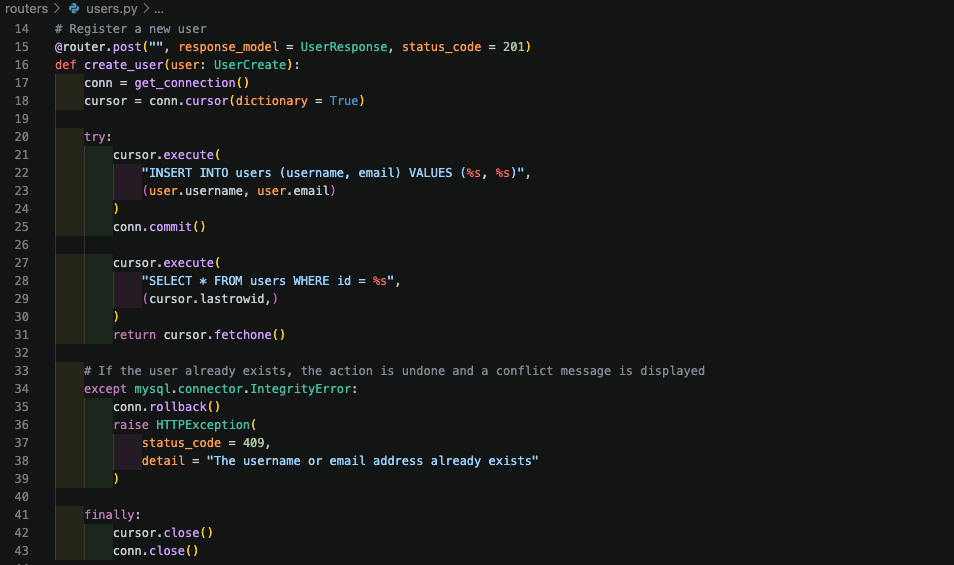 routers > users.py > ...
14 # Register a new user
15 @router.post("", response_model = UserResponse, status_code = 201)
16 def create_user(user: UserCreate):
17     conn = get_connection()
18     cursor = conn.cursor(dictionary = True)
19
20     try:
21         cursor.execute(
22             "INSERT INTO users (username, email) VALUES (%s, %s)",
23             (user.username, user.email)
24         )
25         conn.commit()
26
27         cursor.execute(
28             "SELECT * FROM users WHERE id = %s",
29             (cursor.lastrowid,)
30         )
31         return cursor.fetchone()
32
33     # If the user already exists, the action is undone and a conflict message is displayed
34     except mysql.connector.IntegrityError:
35         conn.rollback()
36         raise HTTPException(
37             status_code = 409,
38             detail = "The username or email address already exists"
39         )
40
41     finally:
42         cursor.close()
43         conn.close()